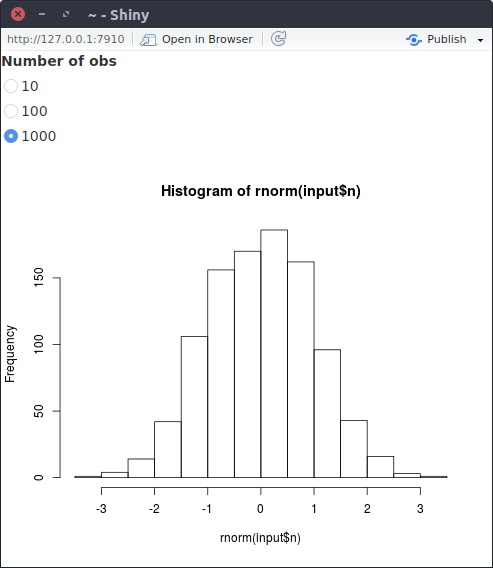 ~ - Shiny
http://127.0.0.1:7910 Open in Browser Publish
Number of obs
10
100
1000
Histogram of rnorm(input$n)
Frequency
150
100
50
0
-3 -2 -1 0 1 2 3
rnorm(input$n)